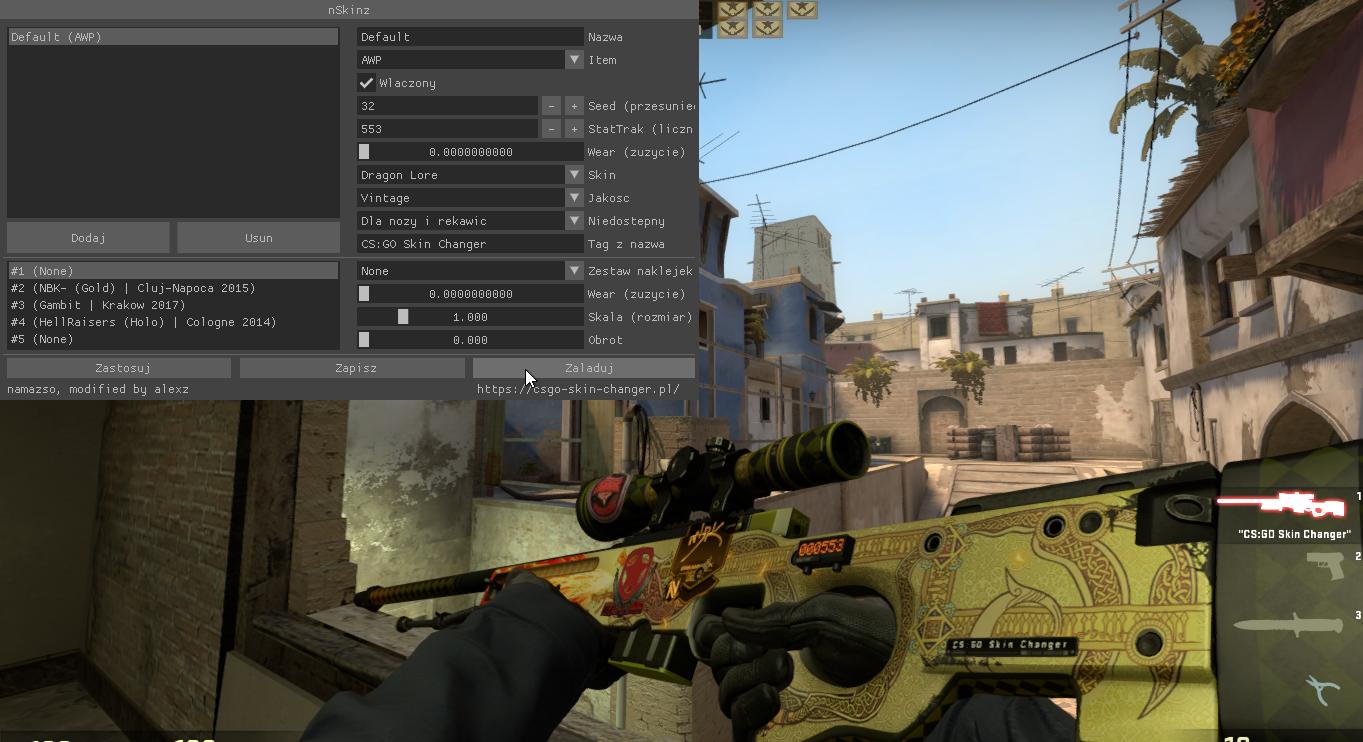 nSkinz
Default (AWP)
Default Nazwa
AWP Item
Wlaczony
32 - + Seed (przesunie
553 - + StatTrak (liczn
0.0000000000 Wear (zuzycie)
Dragon Lore Skin
Vintage Jakosc
Dla nozy i rekawic Niedostepny
CS:GO Skin Changer Tag z nazwa
Dodaj Usun
#1 (None)
#2 (NBK- (Gold) | Cluj-Napoca 2015)
#3 (Gambit | Krakow 2017)
#4 (HellRaisers (Holo) | Cologne 2014)
#5 (None)
None Zestaw naklejek
0.0000000000 Wear (zuzycie)
1.000 Skala (rozmiar)
0.000 Obrot
Zastosuj Zapisz Zaladuj
namazso, modified by alexz https://csgo-skin-changer.pl/
1
"CS:GO Skin Changer"
2
3
000553
CS GO Skin Changer